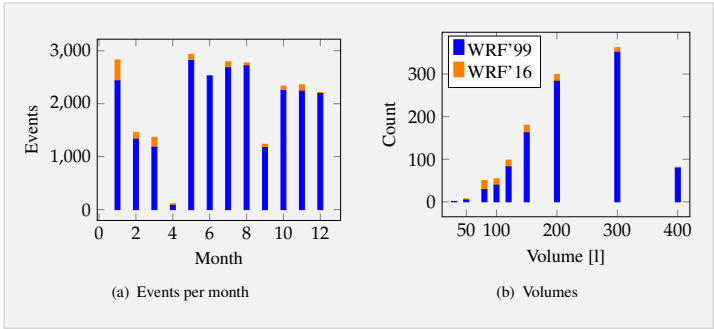 3,000
2,000
1,000
0
Events
0 2 4 6 8 10 12
Month
(a) Events per month
WRF'99
WRF'16
300
200
100
0
Count
50 100 200 300 400
Volume [l]
(b) Volumes